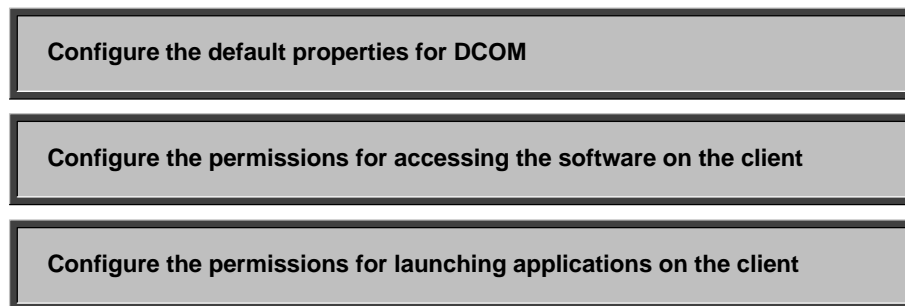 Configure the default properties for DCOM
Configure the permissions for accessing the software on the client
Configure the permissions for launching applications on the client